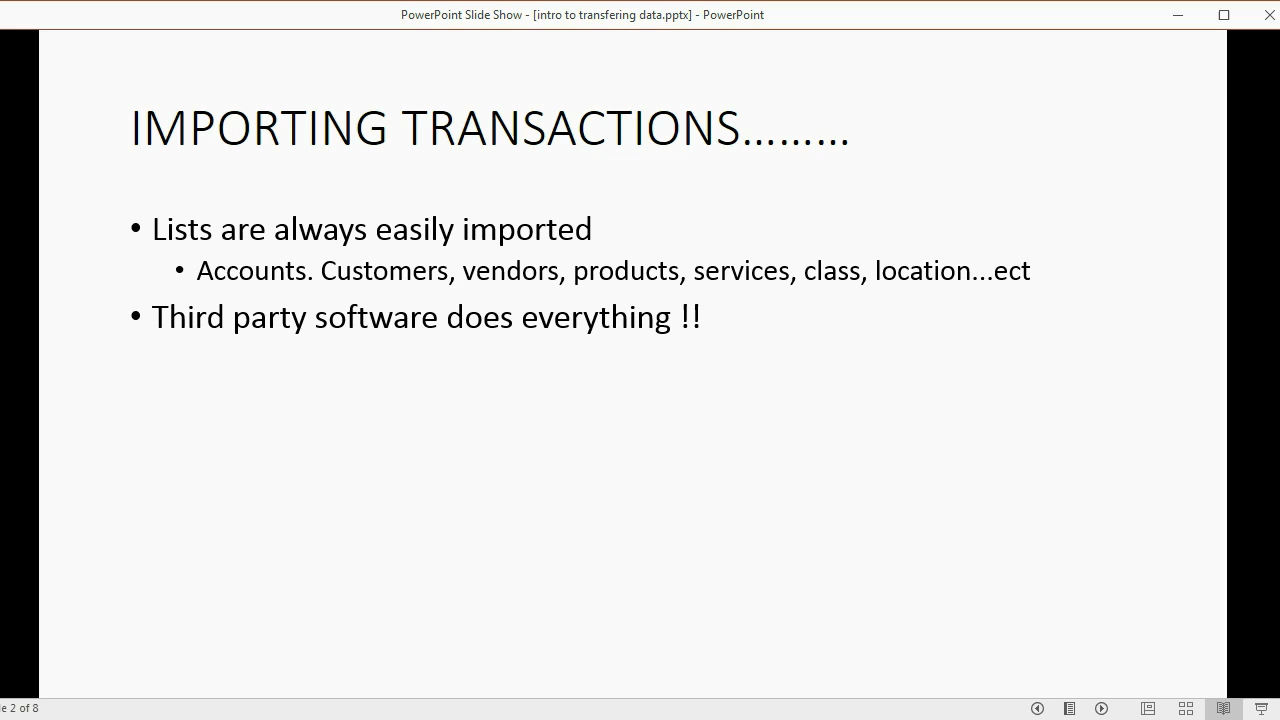 PowerPoint Slide Show - [intro to transfering data.pptx] - PowerPoint
IMPORTING TRANSACTIONS.........
• Lists are always easily imported
• Accounts. Customers, vendors, products, services, class, location...ect
• Third party software does everything !!
le 2 of 8